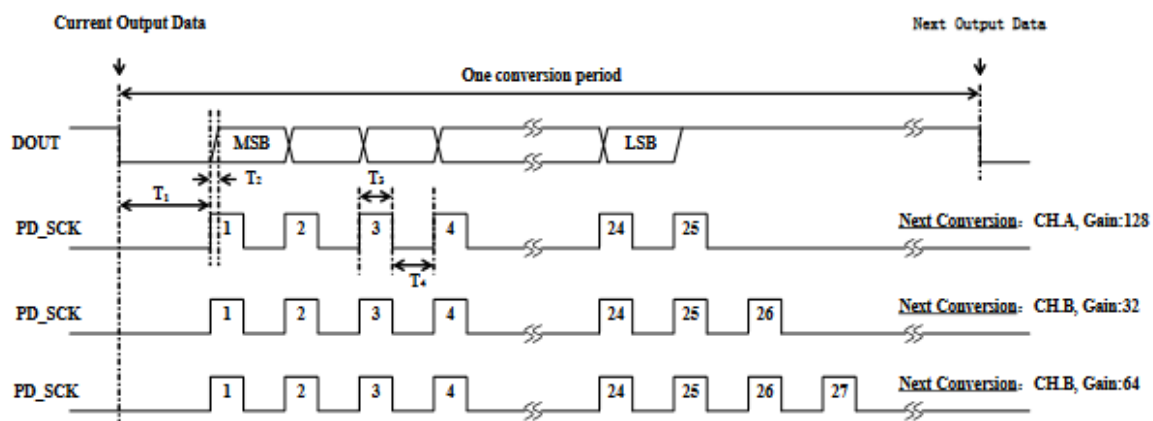 Current Output Data
Next Output Data
One conversion period
DOUT
MSB
LSB
T₁
T₂
T₃
PD_SCK
1
2
3
4
24
25
Next Conversion: CH.A, Gain:128
T₄
PD_SCK
1
2
3
4
24
25
26
Next Conversion: CH.B, Gain:32
PD_SCK
1
2
3
4
24
25
26
27
Next Conversion: CH.B, Gain:64